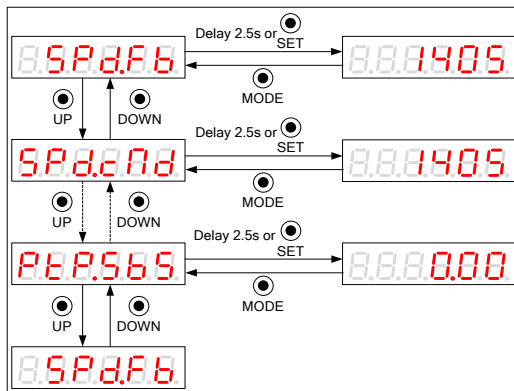 SPd.Fb
Delay 2.5s or SET
1405
MODE
UP DOWN
SPd.cMd
Delay 2.5s or SET
1405
MODE
UP DOWN
PtP.SbS
Delay 2.5s or SET
0.00
MODE
UP DOWN
SPd.Fb